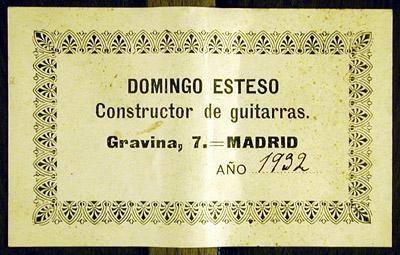 DOMINGO ESTESO
Constructor de guitarras.
Gravina, 7.=MADRID
AÑO 1932